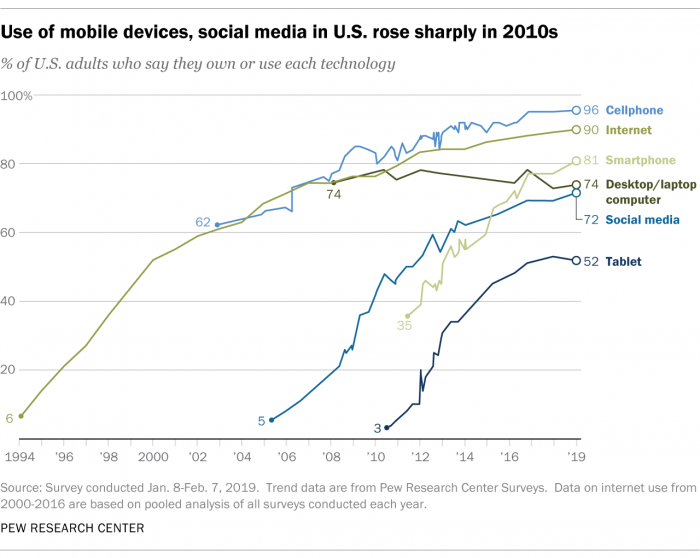 Use of mobile devices, social media in U.S. rose sharply in 2010s
% of U.S. adults who say they own or use each technology
100%
80
60
40
20
96 Cellphone
90 Internet
81 Smartphone
74 Desktop/laptop
computer
72 Social media
52 Tablet
62
74
35
6
5
3
1994 '96 '98 2000 '02 '04 '06 '08 '10 '12 '14 '16 '19
Source: Survey conducted Jan. 8-Feb. 7, 2019. Trend data are from Pew Research Center Surveys. Data on internet use from
2000-2016 are based on pooled analysis of all surveys conducted each year.
PEW RESEARCH CENTER